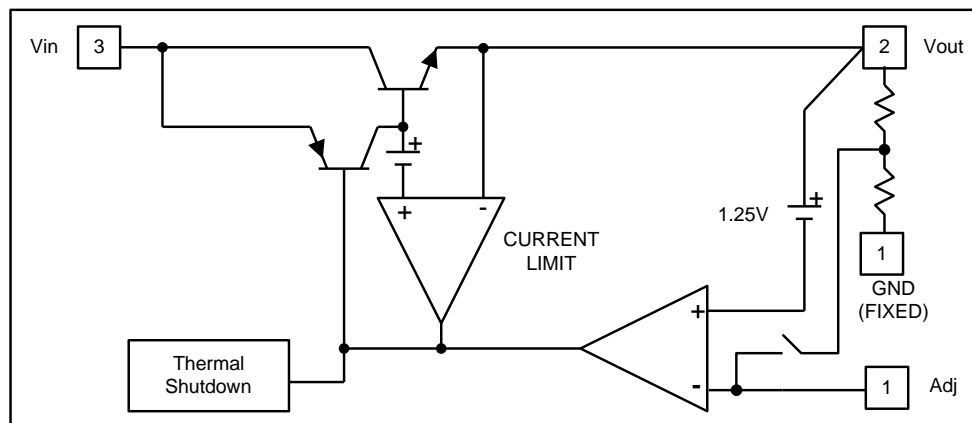 Vin
3
2
Vout
+
+
-
1.25V
+
CURRENT
LIMIT
1
GND
(FIXED)
+
Thermal
Shutdown
-
1
Adj